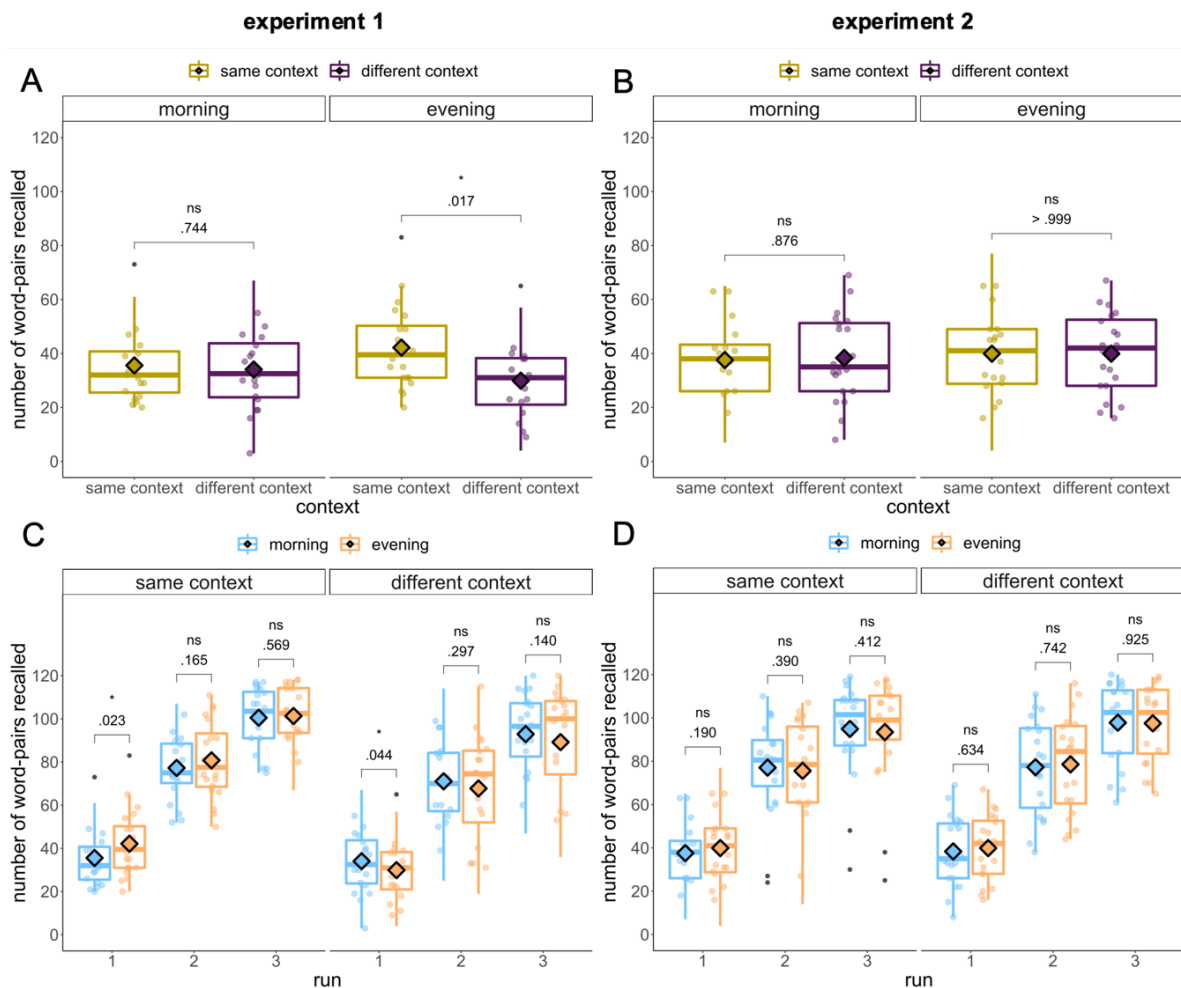 experiment 1
experiment 2
A
same context
different context
morning
evening
number of word-pairs recalled
120
100
80
60
40
20
0
ns
.744
*
.017
same context
different context
same context
different context
context
B
same context
different context
morning
evening
number of word-pairs recalled
120
100
80
60
40
20
0
ns
.876
ns
> .999
same context
different context
same context
different context
context
C
morning
evening
same context
different context
number of word-pairs recalled
120
100
80
60
40
20
0
*
.023
ns
.165
ns
.569
*
.044
ns
.297
ns
.140
1
2
3
1
2
3
run
D
morning
evening
same context
different context
number of word-pairs recalled
120
100
80
60
40
20
0
ns
.190
ns
.390
ns
.412
ns
.634
ns
.742
ns
.925
1
2
3
1
2
3
run